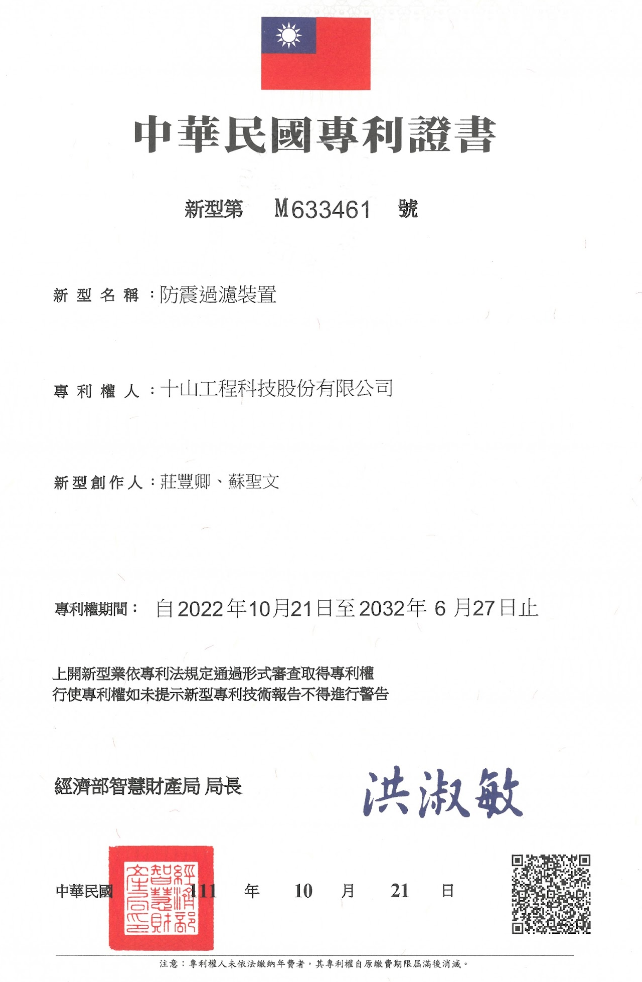 中華民國專利證書
新型第 M633461 號
新型名稱：防震過濾裝置
專利權人：十山工程科技股份有限公司
新型創作人：莊豐卿、蘇聖文
專利權期間： 自2022年10月21日至2032年 6 月27日止
上開新型業依專利法規定通過形式審查取得專利權
行使專利權如未提示新型專利技術報告不得進行警告
經濟部智慧財產局 局長 洪淑敏
經濟部智慧財產局印
中華民國 111 年 10 月 21 日
注意：專利權人未依法繳納年費者，其專利權自原繳費期限屆滿後消滅。